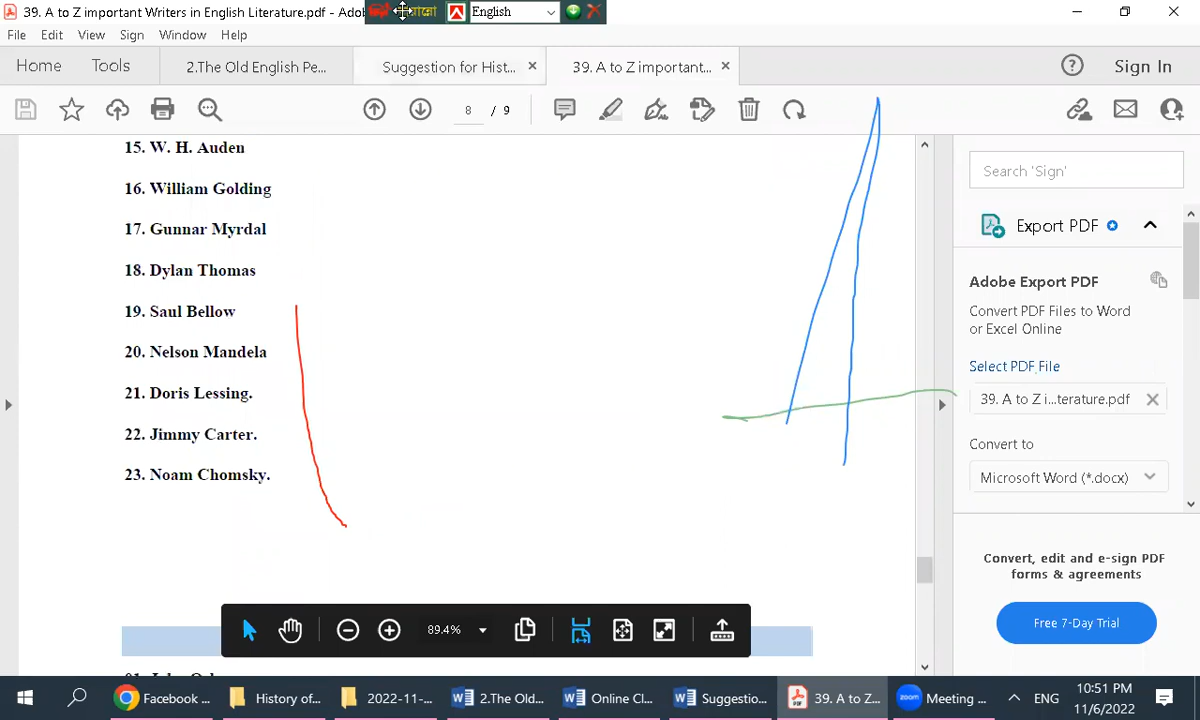 39. A to Z important Writers in English Literature.pdf - Adob
English
File Edit View Sign Window Help
Home Tools 2.The Old English Pe... Suggestion for Hist... 39. A to Z important... Sign In
8 / 9
15. W. H. Auden
16. William Golding
17. Gunnar Myrdal
18. Dylan Thomas
19. Saul Bellow
20. Nelson Mandela
21. Doris Lessing.
22. Jimmy Carter.
23. Noam Chomsky.
Search 'Sign'
Export PDF
Adobe Export PDF
Convert PDF Files to Word
or Excel Online
Select PDF File
39. A to Z i...terature.pdf
Convert to
Microsoft Word (*.docx)
Convert, edit and e-sign PDF
forms & agreements
Free 7-Day Trial
89.4%
Facebook ... History of... 2022-11-... 2.The Old... Online Cl... Suggestio... 39. A to Z... zoom Meeting ... ENG
10:51 PM
11/6/2022